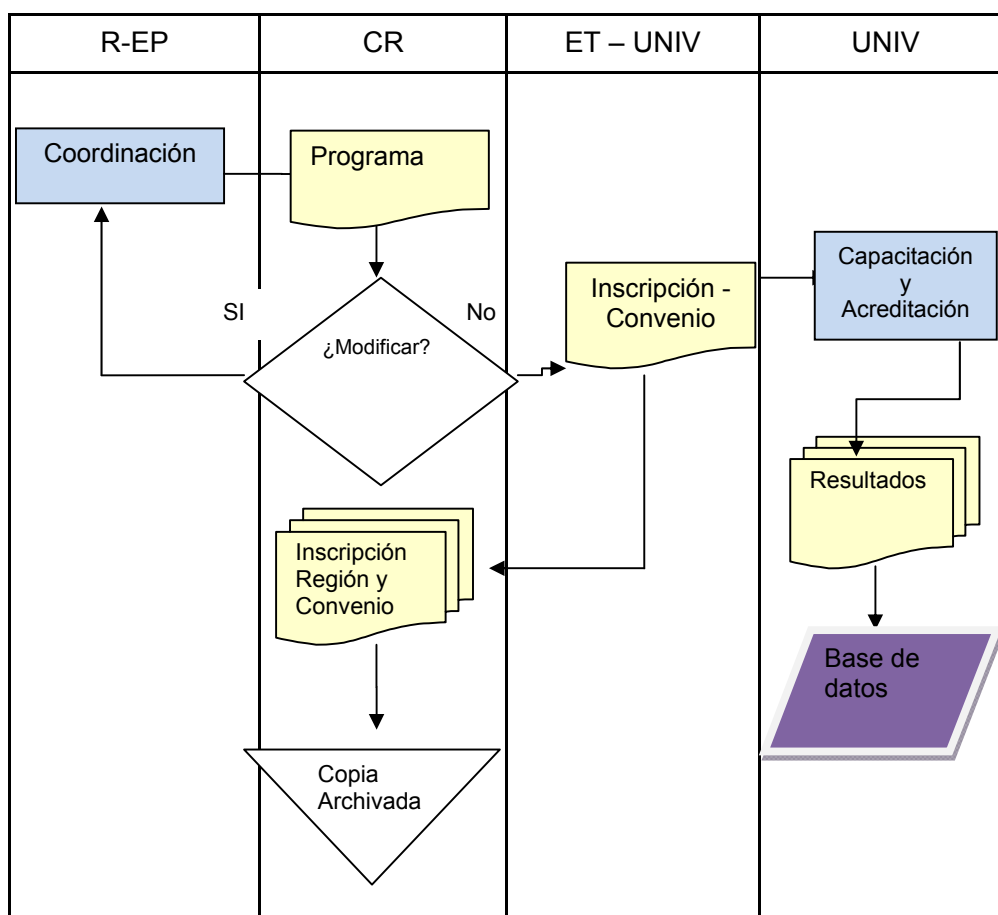 R-EP
CR
ET – UNIV
UNIV
Coordinación
Programa
SI
No
¿Modificar?
Inscripción -
Convenio
Capacitación
y
Acreditación
Resultados
Inscripción
Región y
Convenio
Base de
datos
Copia
Archivada